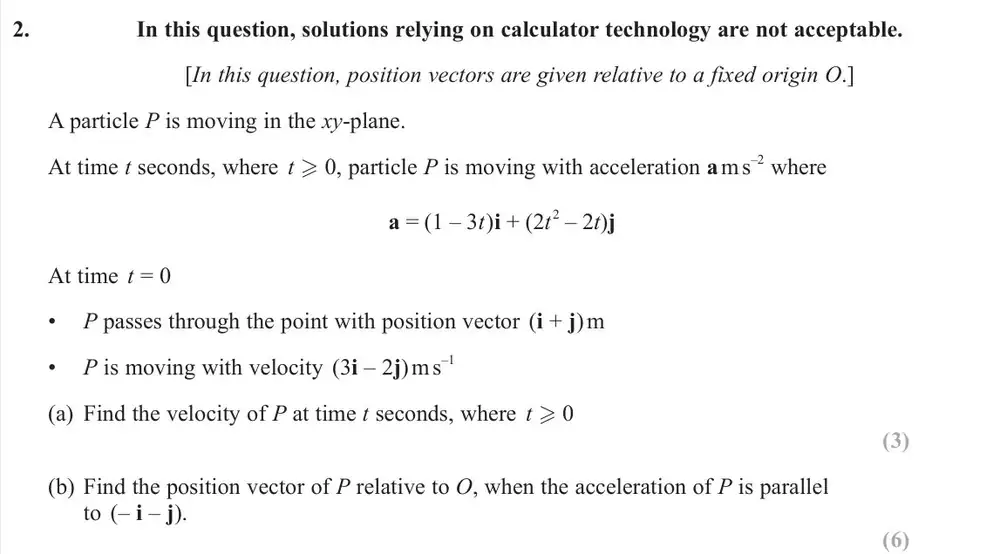 2. In this question, solutions relying on calculator technology are not acceptable.
[In this question, position vectors are given relative to a fixed origin O.]
A particle P is moving in the xy-plane.
At time t seconds, where t ⩾ 0, particle P is moving with acceleration a m s⁻² where
a = (1 – 3t)i + (2t² – 2t)j
At time t = 0
• P passes through the point with position vector (i + j) m
• P is moving with velocity (3i – 2j) m s⁻¹
(a) Find the velocity of P at time t seconds, where t ⩾ 0
(3)
(b) Find the position vector of P relative to O, when the acceleration of P is parallel
to (– i – j).
(6)